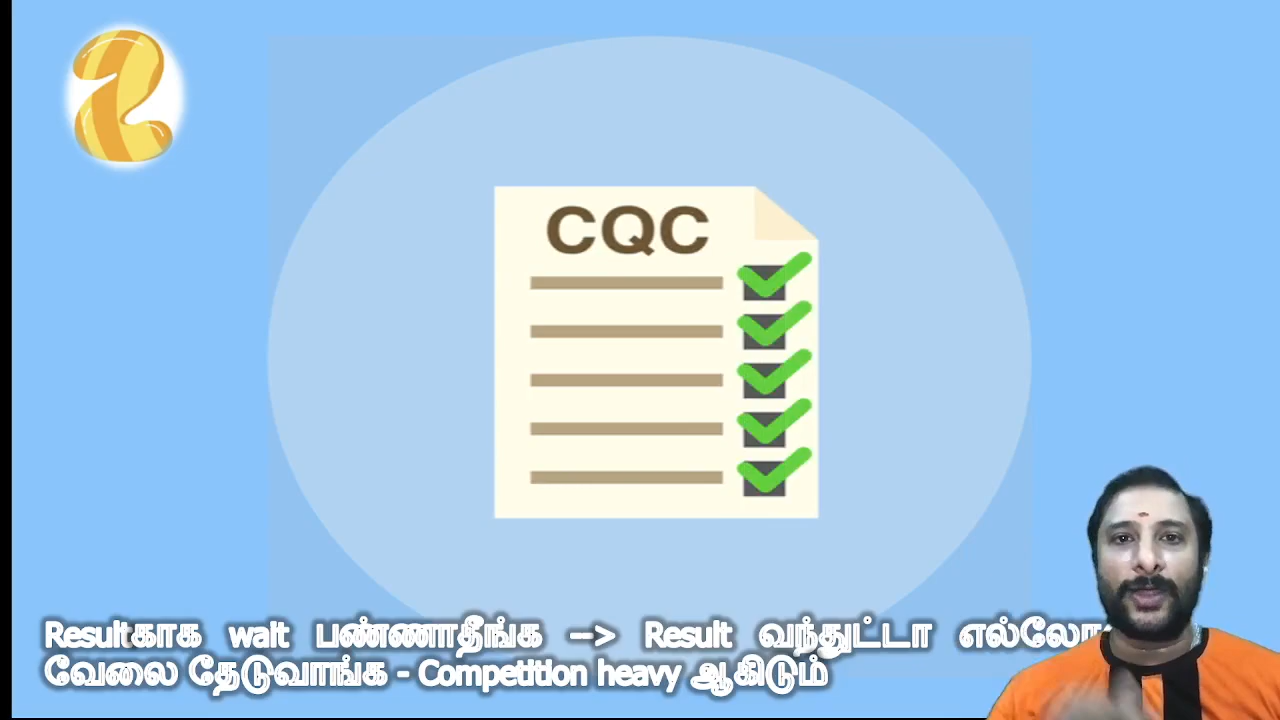 CQC
Resultகாக wait பண்ணாதீங்க --> Result வந்துட்டா
வேலை தேடுவாங்க - Competition heavy ஆகிடும்